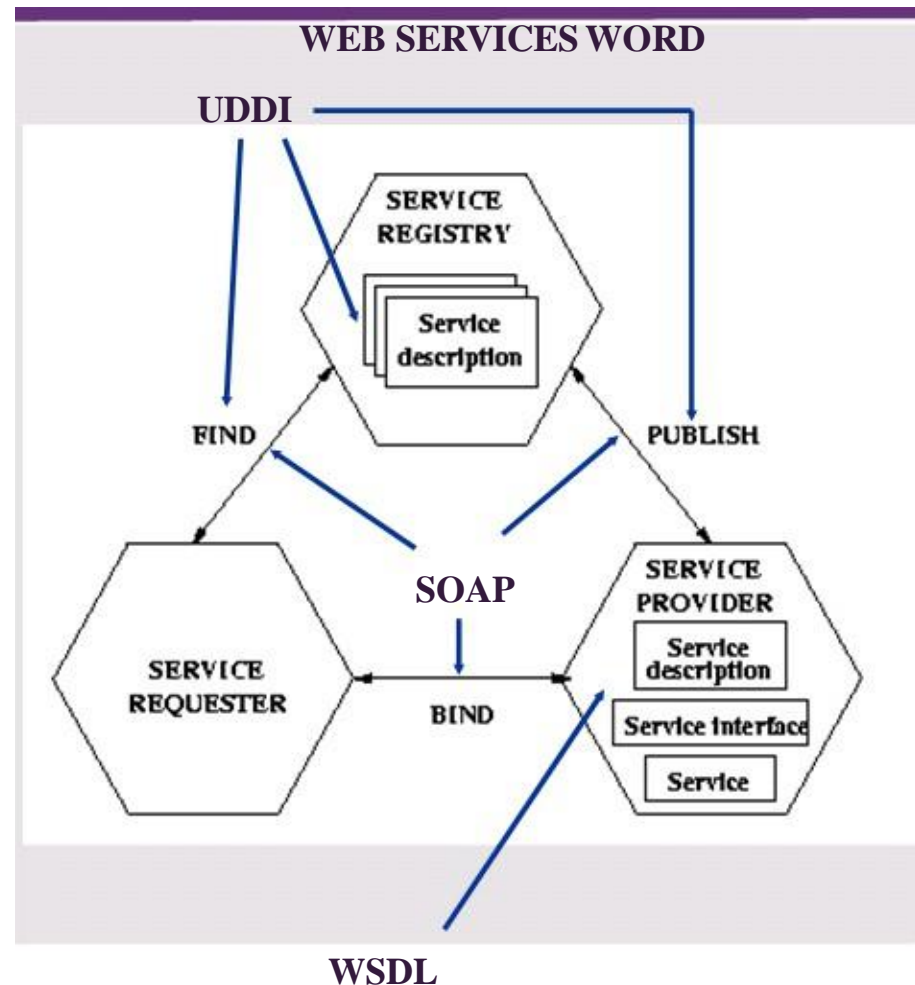 WEB SERVICES WORD
UDDI
SERVICE
REGISTRY
Service
description
FIND
PUBLISH
SOAP
SERVICE
REQUESTER
BIND
SERVICE
PROVIDER
Service
description
Service interface
Service
WSDL